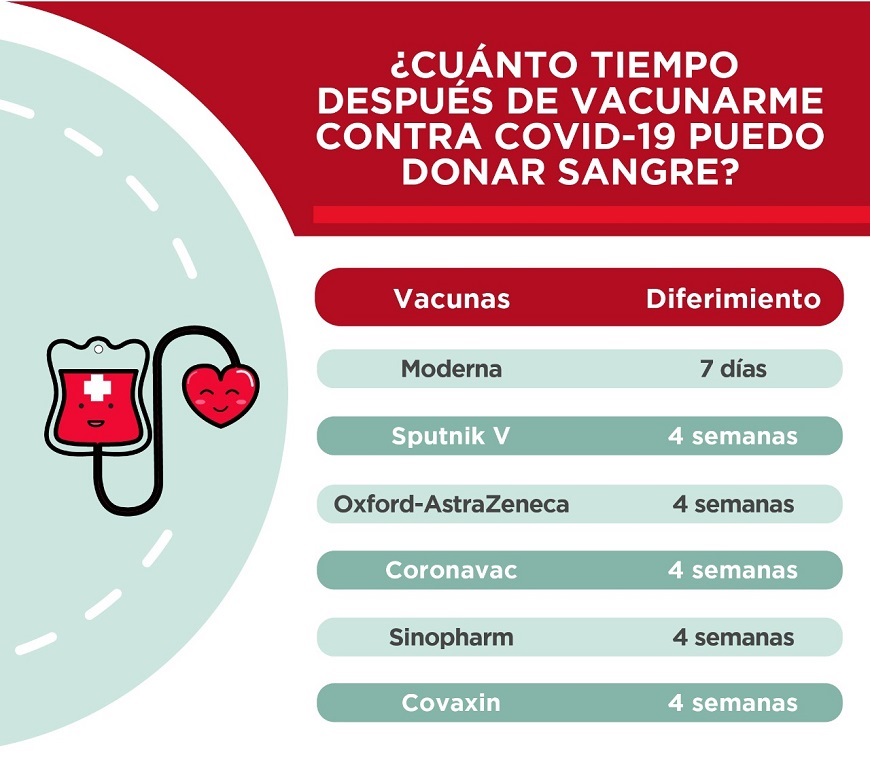 ¿CUÁNTO TIEMPO
DESPUÉS DE VACUNARME
CONTRA COVID-19 PUEDO
DONAR SANGRE?
Vacunas Diferimiento
Moderna 7 días
Sputnik V 4 semanas
Oxford-AstraZeneca 4 semanas
Coronavac 4 semanas
Sinopharm 4 semanas
Covaxin 4 semanas